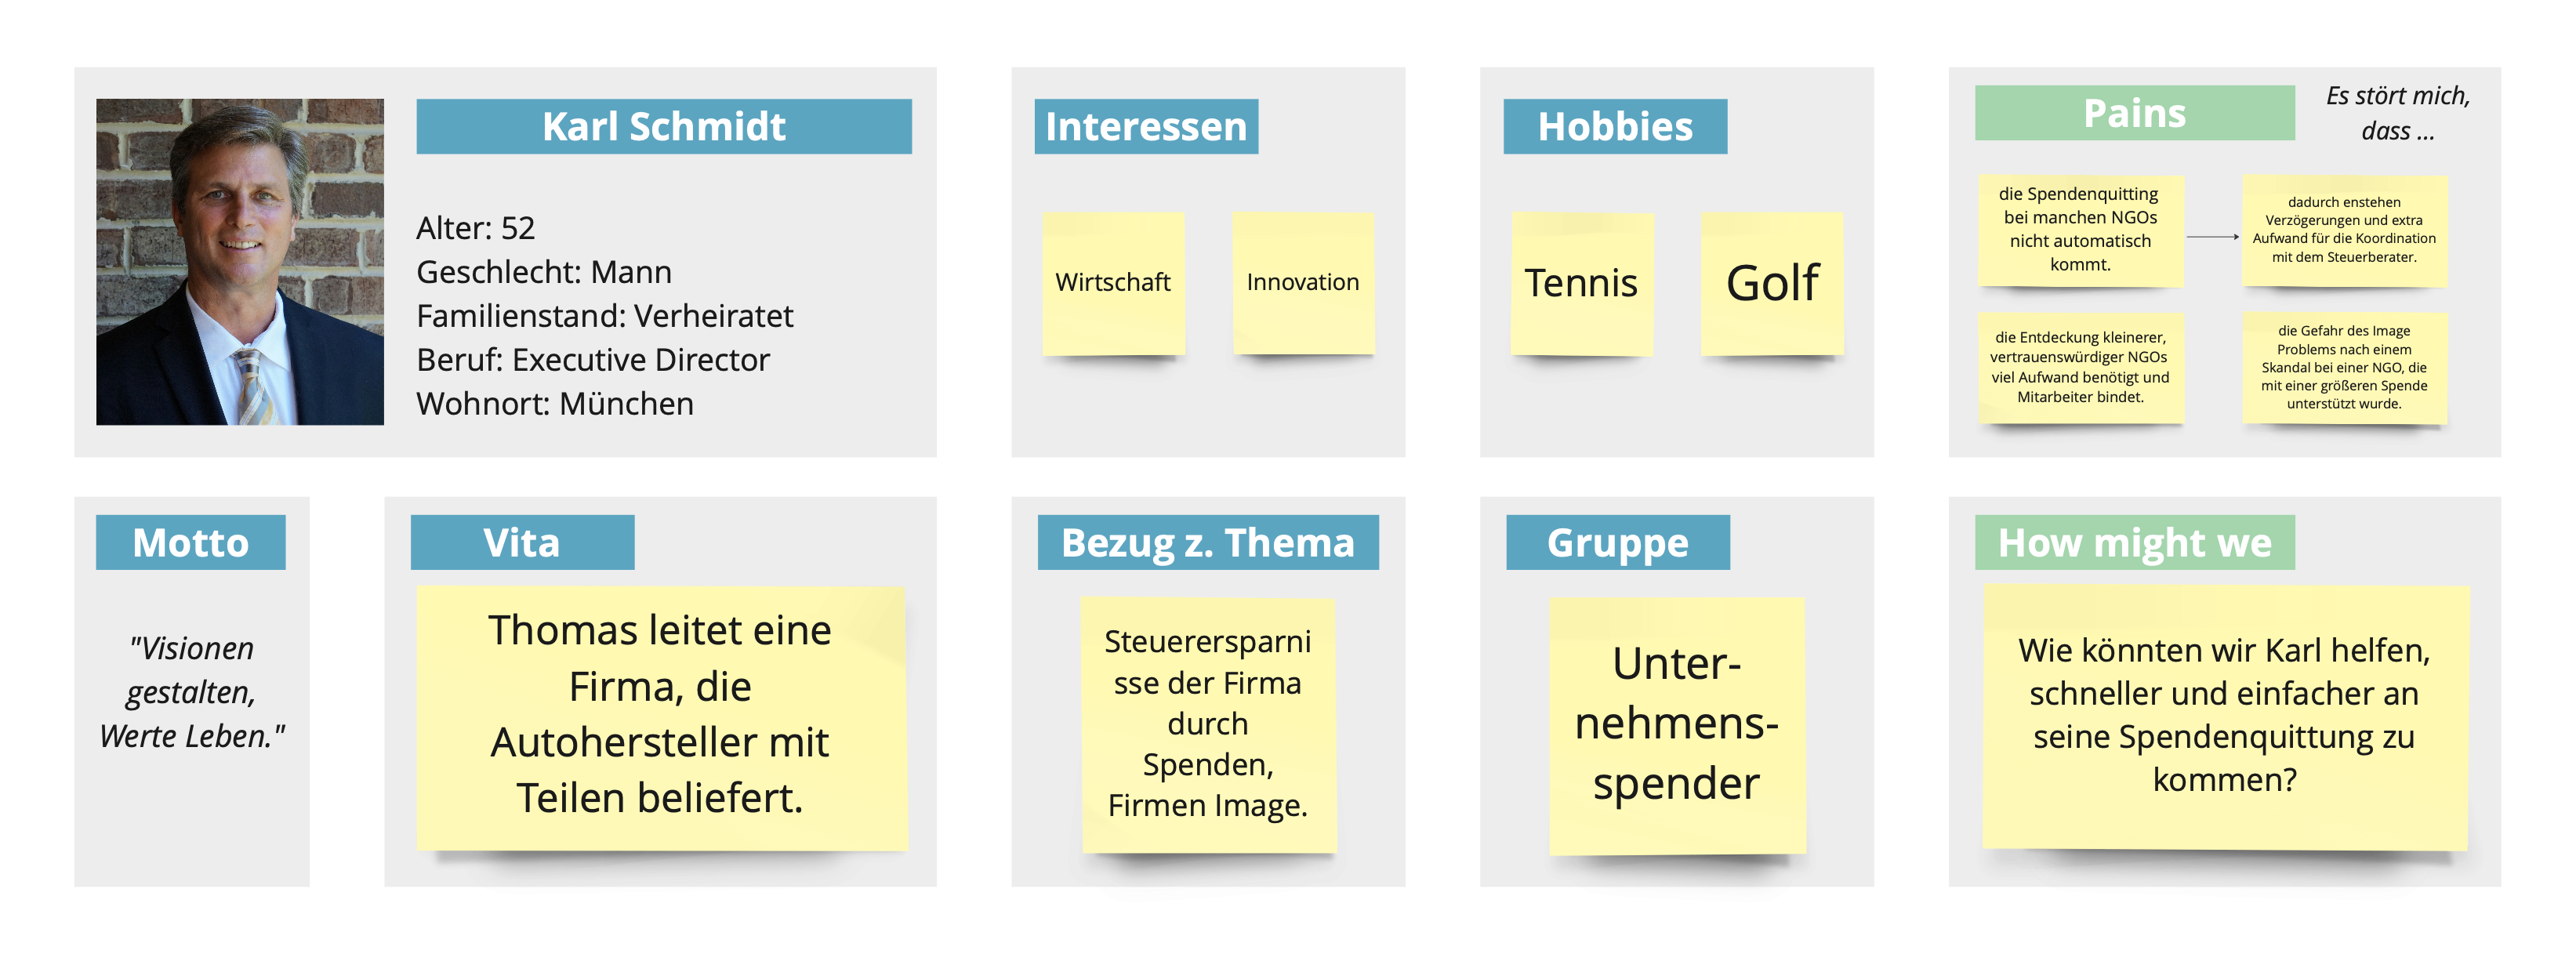 Karl Schmidt
Alter: 52
Geschlecht: Mann
Familienstand: Verheiratet
Beruf: Executive Director
Wohnort: München
Interessen
Wirtschaft
Innovation
Hobbies
Tennis
Golf
Pains
Es stört mich,
dass ...
die Spendenquitting
bei manchen NGOs
nicht automatisch
kommt.
dadurch enstehen
Verzögerungen und extra
Aufwand für die Koordination
mit dem Steuerberater.
die Entdeckung kleinerer,
vertrauenswürdiger NGOs
viel Aufwand benötigt und
Mitarbeiter bindet.
die Gefahr des Image
Problems nach einem
Skandal bei einer NGO, die
mit einer größeren Spende
unterstützt wurde.
Motto
"Visionen
gestalten,
Werte Leben."
Vita
Thomas leitet eine
Firma, die
Autohersteller mit
Teilen beliefert.
Bezug z. Thema
Steuerersparni
sse der Firma
durch
Spenden,
Firmen Image.
Gruppe
Unter-
nehmens-
spender
How might we
Wie könnten wir Karl helfen,
schneller und einfacher an
seine Spendenquittung zu
kommen?